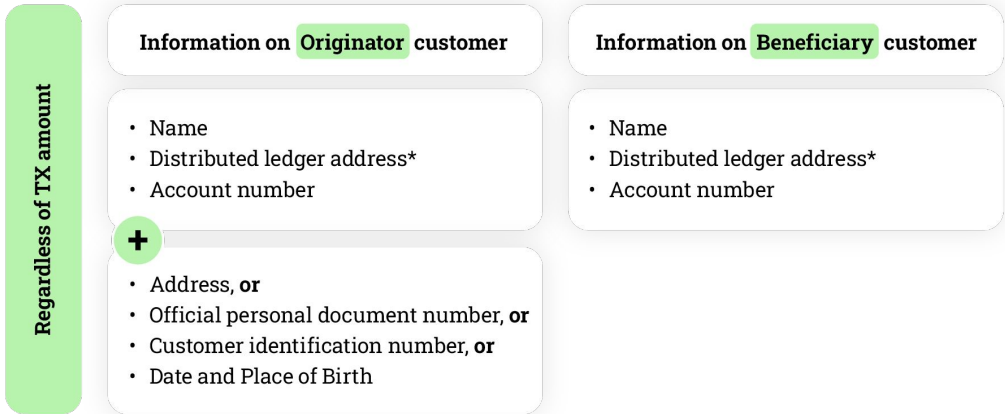 Regardless of TX amount
Information on Originator customer
• Name
• Distributed ledger address*
• Account number
+
• Address, or
• Official personal document number, or
• Customer identification number, or
• Date and Place of Birth
Information on Beneficiary customer
• Name
• Distributed ledger address*
• Account number